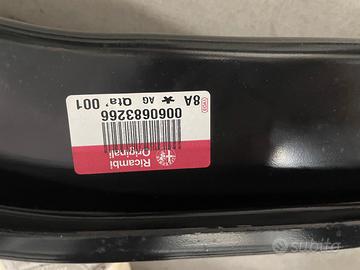 Ricambi
Originali
0060683266
8A * AG Qta' 001
subito